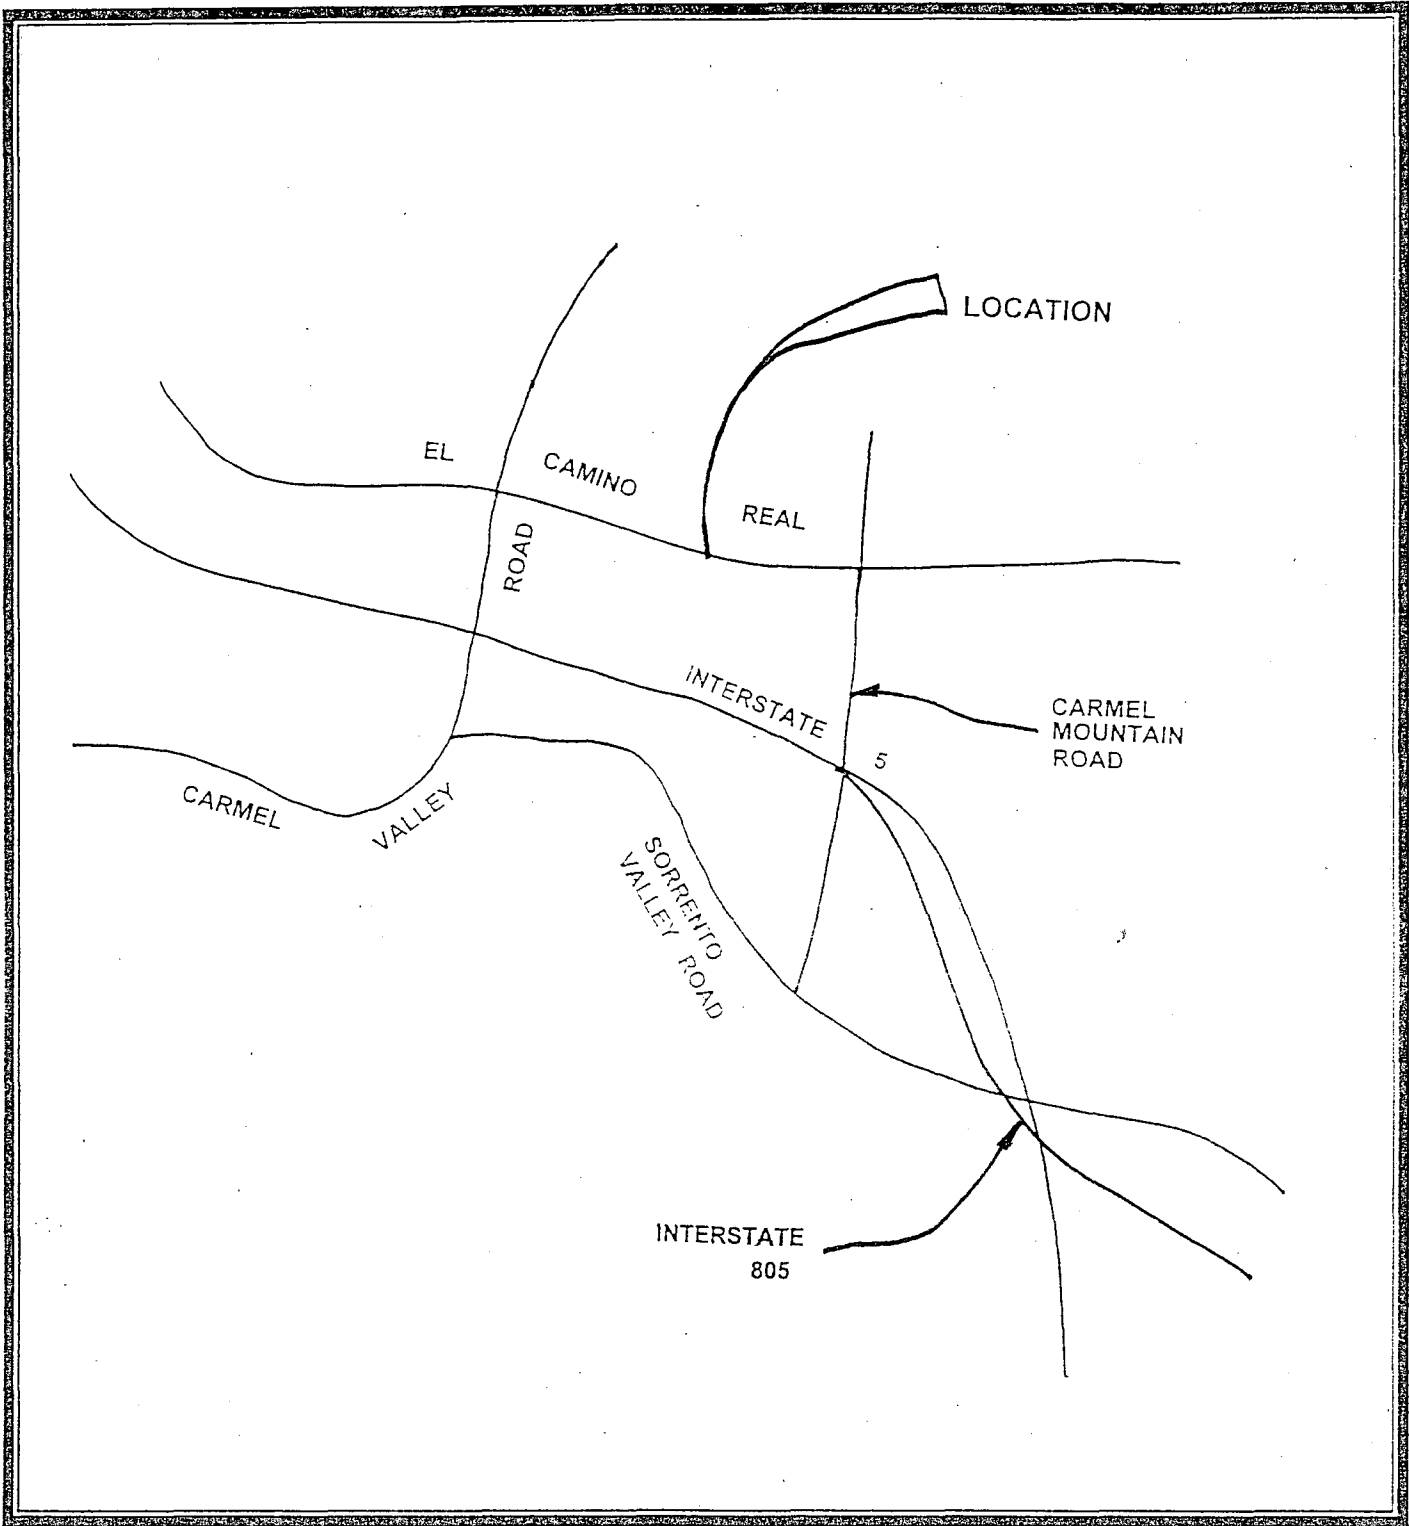 LOCATION
EL CAMINO REAL
ROAD
INTERSTATE 5
CARMEL
MOUNTAIN
ROAD
CARMEL VALLEY
SORRENTO
VALLEY ROAD
INTERSTATE
805